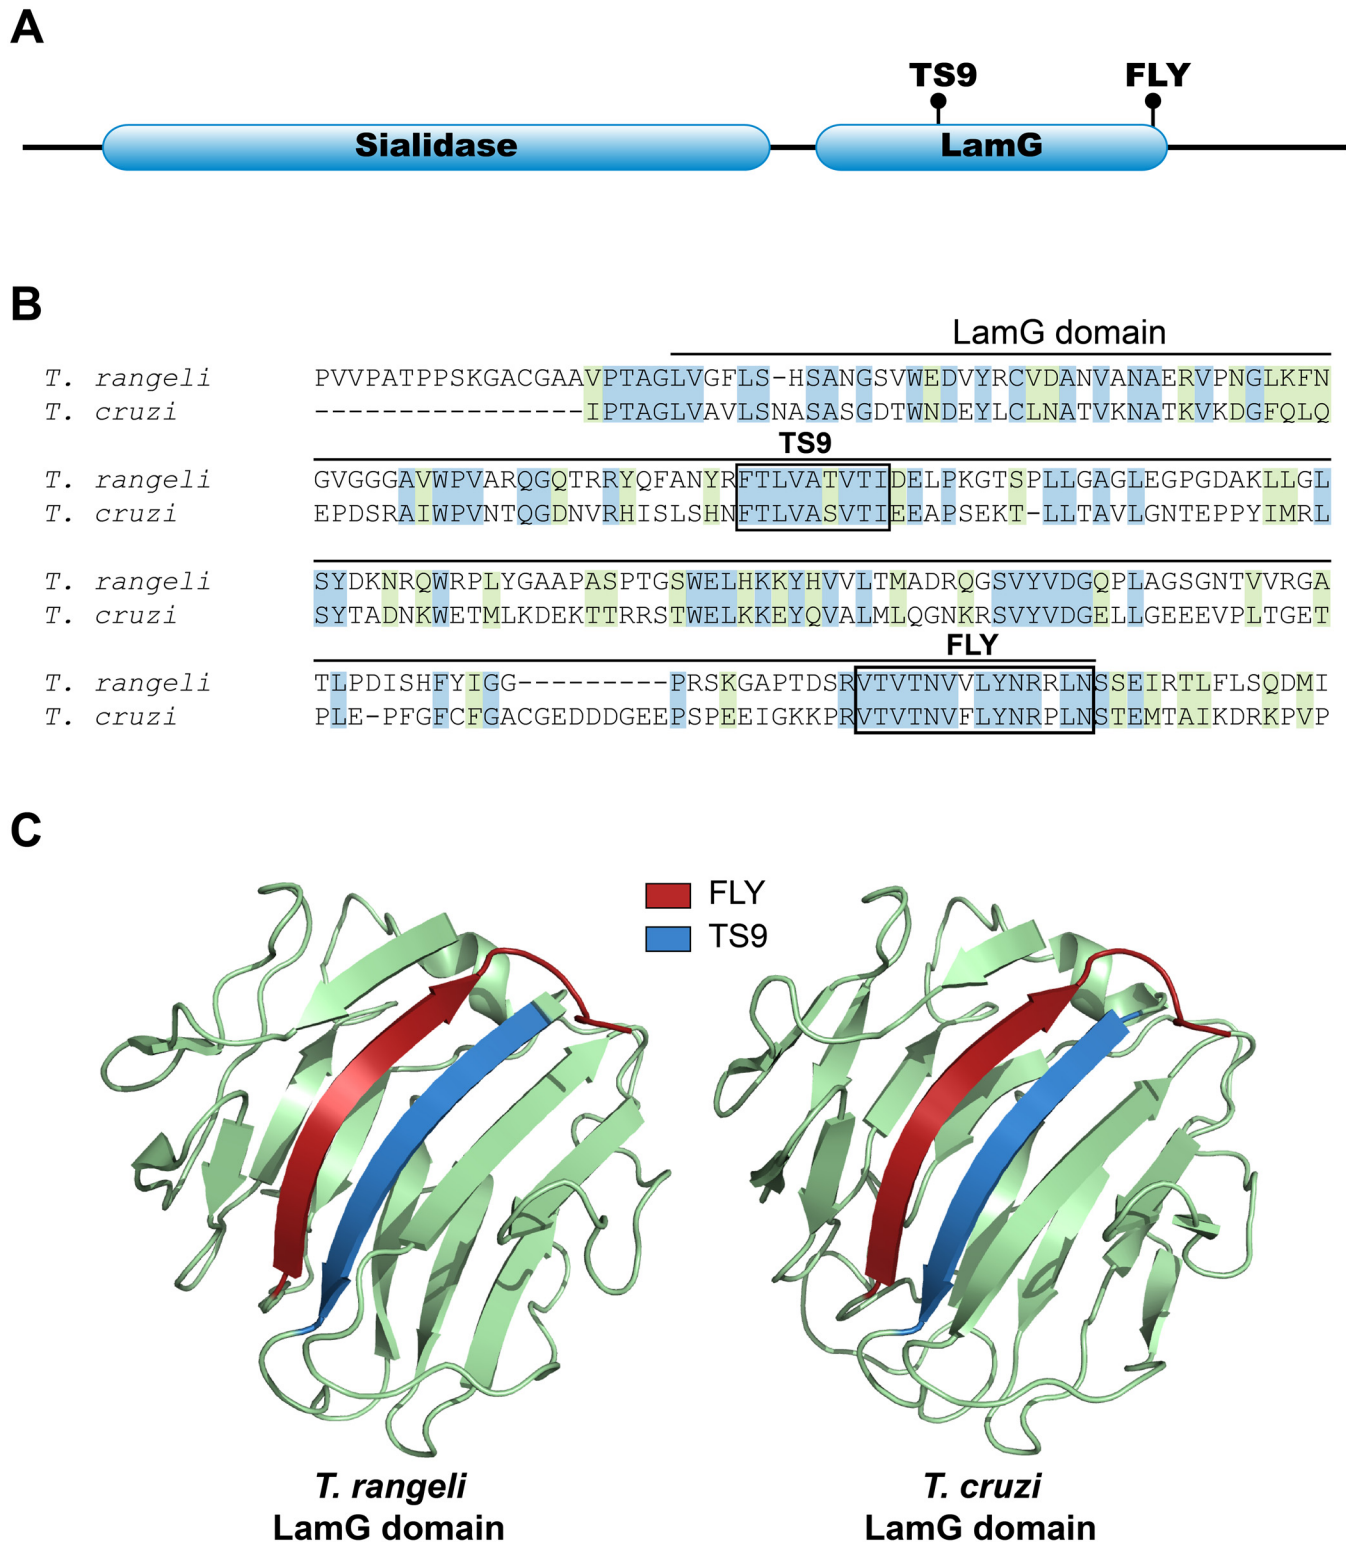 A
TS9 FLY
Sialidase LamG
B
LamG domain
T. rangeli PVVPATPPSKGACGAAVPTAGLVGFLS-HSANGSVWEDVYRCVDANVANAERVPNGLKFN
T. cruzi ----------------IPTAGLVAVLSNASASGDTWNDEYLCLNATVKNATKVKDGFQLQ
TS9
T. rangeli GVGGGAVWPVARQGQTRRYQFANYRFTLVATVTIDELPKGTSPLLGAGLEGPGDAKLLGL
T. cruzi EPDSRAIWPVNTQGDNVRHISLSHNFTLVASVTIEEAPSEKT-LLTAVLGNTEPPYIMRL
T. rangeli SYDKNRQWRPLYGAAPASPTGSWELHKKYHVVLTMADRQGSVYVDGQPLAGSGNTVVRGA
T. cruzi SYTADNKWETMLKDEKTTRRSTWELKKEYQVALMLQGNKRSVYVDGELLGEEEVPLTGET
FLY
T. rangeli TLPDISHFYIGG---------PRSKGAPTDSRVTVTNVVLYNRRLNSSEIRTLFLSQDMI
T. cruzi PLE-PFGFCFGACGEDDDGEEPSPEEIGKKPRVTVTNVFLYNRPLNSTEMTAIKDRKPVP
C
FLY
TS9
T. rangeli
LamG domain
T. cruzi
LamG domain